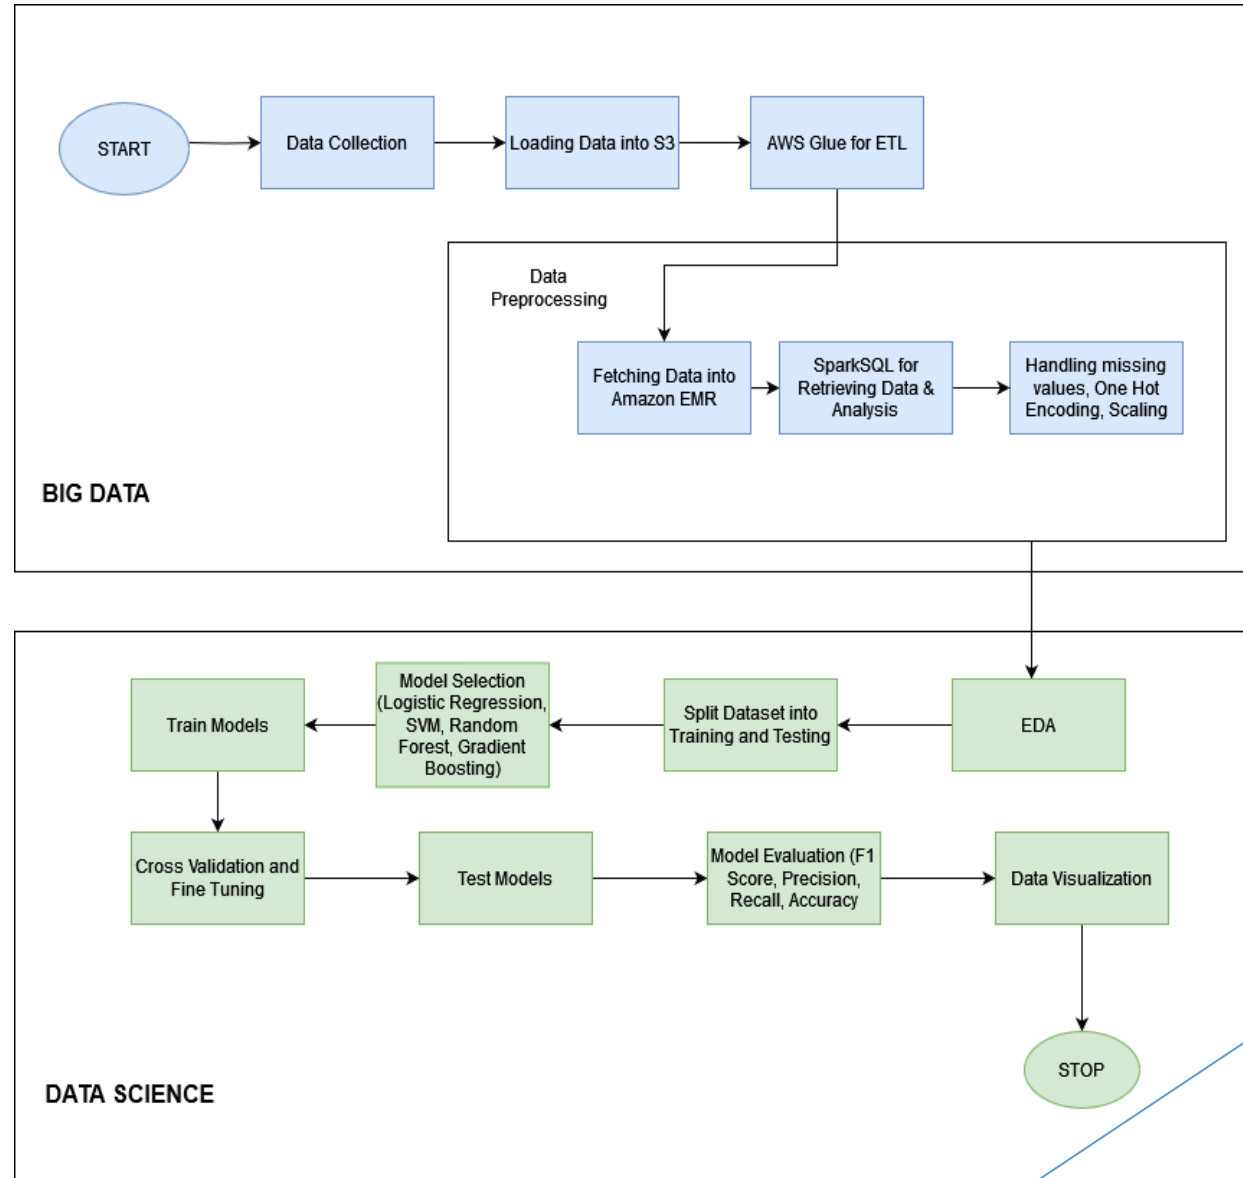 START
Data Collection
Loading Data into S3
AWS Glue for ETL
Data
Preprocessing
Fetching Data into
Amazon EMR
SparkSQL for
Retrieving Data &
Analysis
Handling missing
values, One Hot
Encoding, Scaling
BIG DATA
EDA
Split Dataset into
Training and Testing
Model Selection
(Logistic Regression,
SVM, Random
Forest, Gradient
Boosting)
Train Models
Cross Validation and
Fine Tuning
Test Models
Model Evaluation (F1
Score, Precision,
Recall, Accuracy
Data Visualization
STOP
DATA SCIENCE